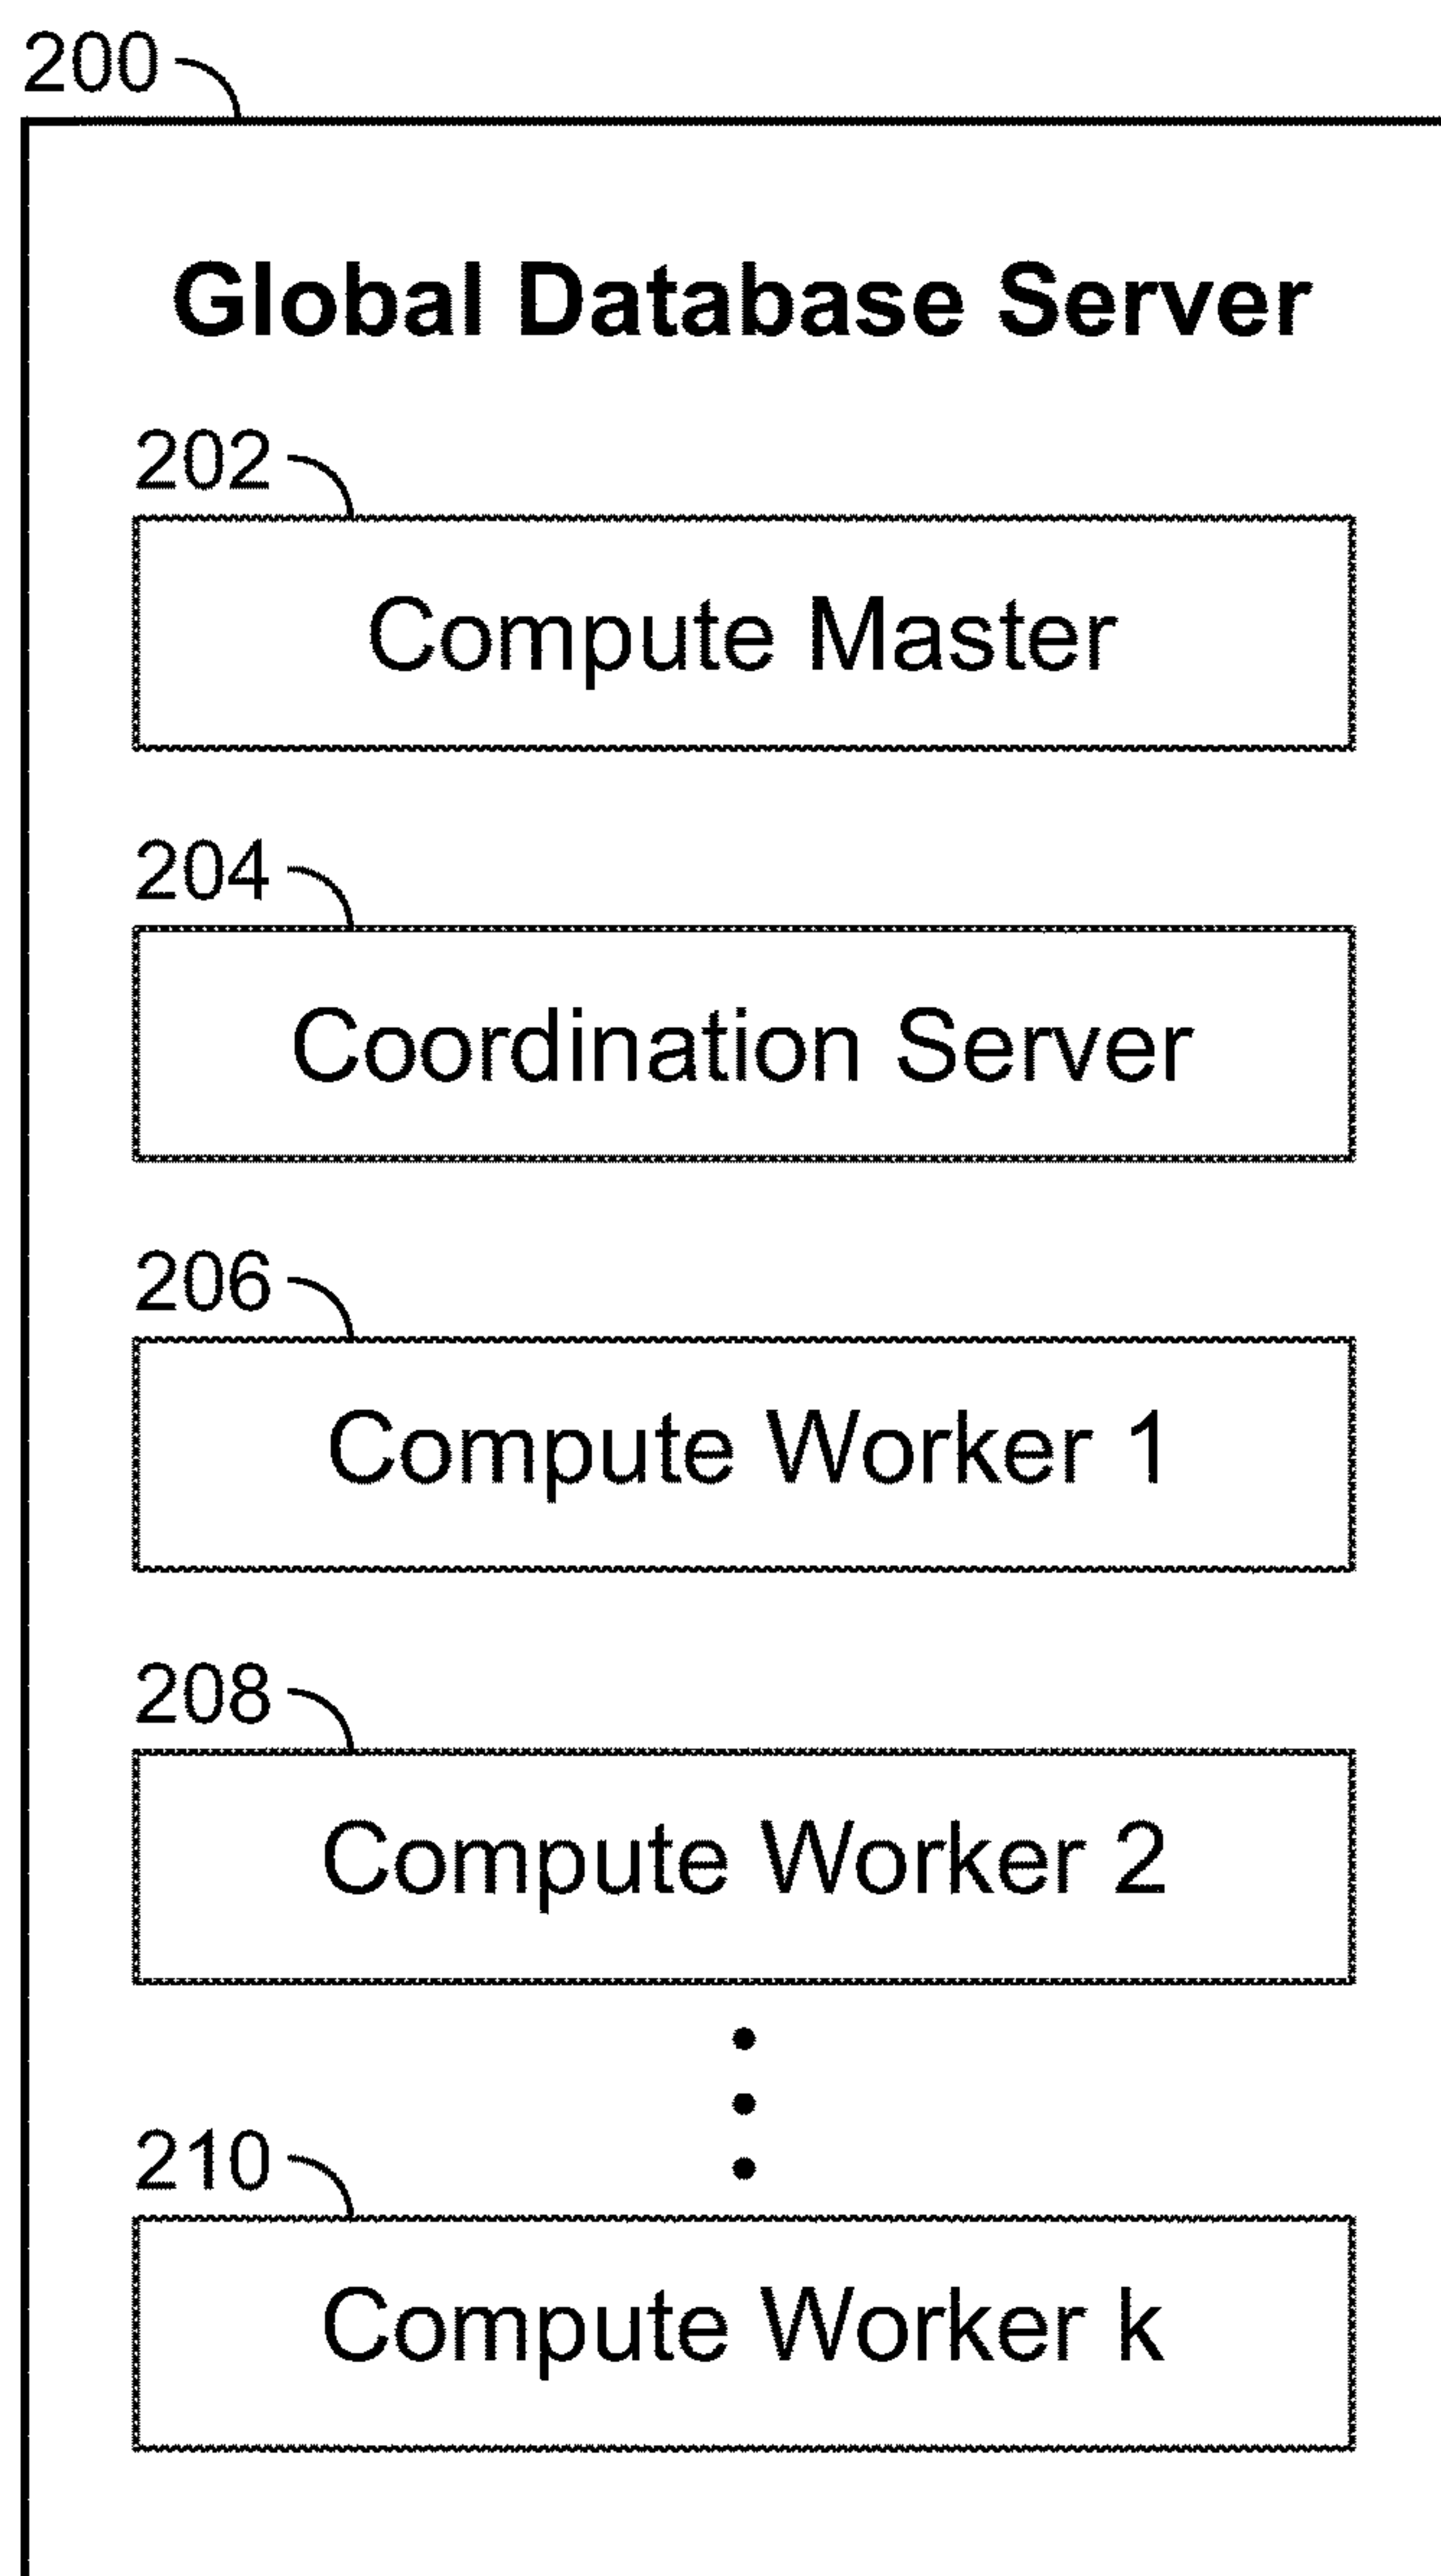 200
Global Database Server
202
Compute Master
204
Coordination Server
206
Compute Worker 1
208
Compute Worker 2
210
Compute Worker k